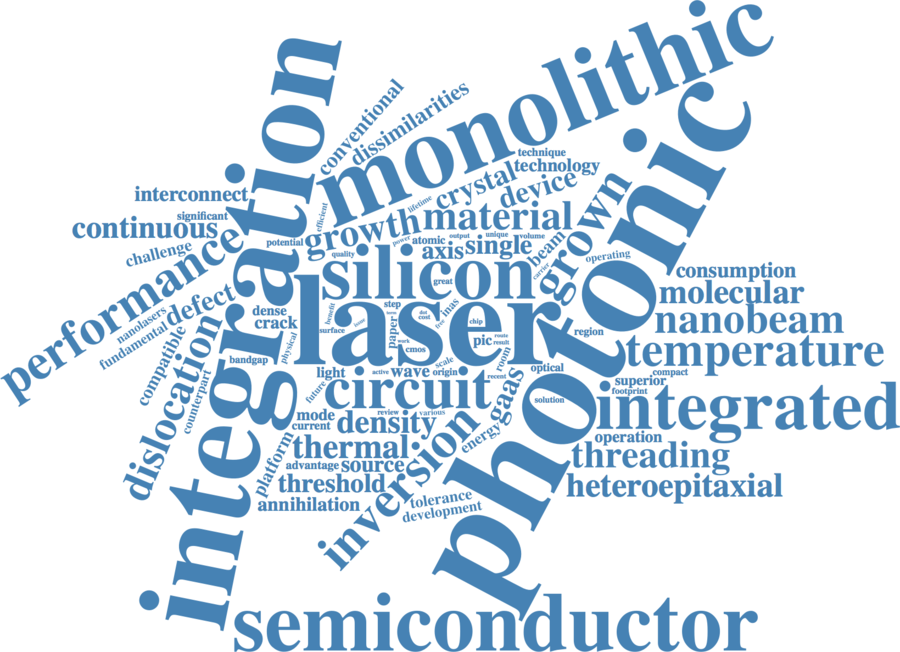 monolithic
integration
photonic
conventional
dissimilarities
technique
technology
interconnect
crystal
device
lifetime
efficient
significant
continuous
growth
material
grown
challenge
potential
power
atomic
output
unique
volume
performance
quality
axis
single
beam
carrier
operating
silicon
great
consumption
molecular
defect
nanolasers
fundamental
dense
crack
benefit
step
inas
laser
dot
cost
free
chip
nanobeam
surface
physical
paper
cmos
pic
result
region
temperature
compatible
dislocation
counterpart
bandgap
light
active
wave
scale
origin
recent
room
optical
compact
superior
footprint
future
circuit
gaas
solution
integrated
mode
current
review
various
density
energy
operation
thermal
inversion
threading
platform
advantage
source
threshold
heteroepitaxial
annihilation
tolerance
development
semiconductor